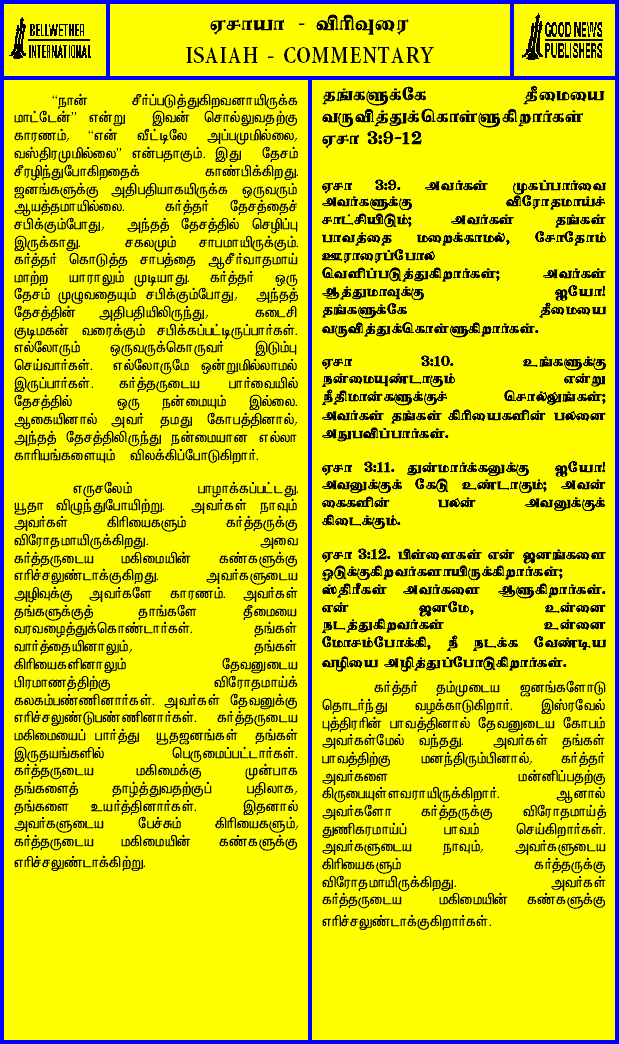 BELLWETHER
INTERNATIONAL
ஏசாயா - விரிவுரை
ISAIAH - COMMENTARY
GOOD NEWS
PUBLISHERS
“நான் சீர்ப்படுத்துகிறவனாயிருக்க
மாட்டேன்” என்று இவன் சொல்லுவதற்கு
காரணம், “என் வீட்டிலே அப்பமுமில்லை,
வஸ்திரமுமில்லை” என்பதாகும். இது தேசம்
சீரழிந்துபோகிறதைக் காண்பிக்கிறது.
ஜனங்களுக்கு அதிபதியாகயிருக்க ஒருவரும்
ஆயத்தமாயில்லை. கர்த்தர் தேசத்தைச்
சபிக்கும்போது, அந்தத் தேசத்தில் செழிப்பு
இருக்காது. சகலமும் சாபமாயிருக்கும்.
கர்த்தர் கொடுத்த சாபத்தை ஆசீர்வாதமாய்
மாற்ற யாராலும் முடியாது. கர்த்தர் ஒரு
தேசம் முழுவதையும் சபிக்கும்போது, அந்தத்
தேசத்தின் அதிபதியிலிருந்து, கடைசி
குடிமகன் வரைக்கும் சபிக்கப்பட்டிருப்பார்கள்.
எல்லோரும் ஒருவருக்கொருவர் இடும்பு
செய்வார்கள். எல்லோருமே ஒன்றுமில்லாமல்
இருப்பார்கள். கர்த்தருடைய பார்வையில்
தேசத்தில் ஒரு நன்மையும் இல்லை.
ஆகையினால் அவர் தமது கோபத்தினால்,
அந்தத் தேசத்திலிருந்து நன்மையான எல்லா
காரியங்களையும் விலக்கிப்போடுகிறார்.
எருசலேம் பாழாக்கப்பட்டது.
யூதா விழுந்துபோயிற்று. அவர்கள் நாவும்
அவர்கள் கிரியைகளும் கர்த்தருக்கு
விரோதமாயிருக்கிறது. அவை
கர்த்தருடைய மகிமையின் கண்களுக்கு
எரிச்சலுண்டாக்குகிறது. அவர்களுடைய
அழிவுக்கு அவர்களே காரணம். அவர்கள்
தங்களுக்குத் தாங்களே தீமையை
வரவழைத்துக்கொண்டார்கள். தங்கள்
வார்த்தையினாலும், தங்கள்
கிரியைகளினாலும் தேவனுடைய
பிரமாணத்திற்கு விரோதமாய்க்
கலகம்பண்ணினார்கள். அவர்கள் தேவனுக்கு
எரிச்சலுண்டுபண்ணினார்கள். கர்த்தருடைய
மகிமையைப் பார்த்து யூதஜனங்கள் தங்கள்
இருதயங்களில் பெருமைப்பட்டார்கள்.
கர்த்தருடைய மகிமைக்கு முன்பாக
தங்களைத் தாழ்த்துவதற்குப் பதிலாக,
தங்களை உயர்த்தினார்கள். இதனால்
அவர்களுடைய பேச்சும் கிரியைகளும்,
கர்த்தருடைய மகிமையின் கண்களுக்கு
எரிச்சலுண்டாக்கிற்று.
தங்களுக்கே தீமையை
வருவித்துக்கொள்ளுகிறார்கள்
ஏசா 3:9-12
ஏசா 3:9. அவர்கள் முகப்பார்வை
அவர்களுக்கு விரோதமாய்ச்
சாட்சியிடும்; அவர்கள் தங்கள்
பாவத்தை மறைக்காமல், சோதோம்
ஊராரைப்போல
வெளிப்படுத்துகிறார்கள்; அவர்கள்
ஆத்துமாவுக்கு ஐயோ!
தங்களுக்கே தீமையை
வருவித்துக்கொள்ளுகிறார்கள்.
ஏசா 3:10. உங்களுக்கு
நன்மையுண்டாகும் என்று
நீதிமான்களுக்குச் சொல்லுங்கள்;
அவர்கள் தங்கள் கிரியைகளின் பலனை
அநுபவிப்பார்கள்.
ஏசா 3:11. துன்மார்க்கனுக்கு ஐயோ!
அவனுக்குக் கேடு உண்டாகும்; அவன்
கைகளின் பலன் அவனுக்குக்
கிடைக்கும்.
ஏசா 3:12. பிள்ளைகள் என் ஜனங்களை
ஒடுக்குகிறவர்களாயிருக்கிறார்கள்;
ஸ்திரீகள் அவர்களை ஆளுகிறார்கள்.
என் ஜனமே, உன்னை
நடத்துகிறவர்கள் உன்னை
மோசம்போக்கி, நீ நடக்க வேண்டிய
வழியை அழித்துப்போடுகிறார்கள்.
கர்த்தர் தம்முடைய ஜனங்களோடு
தொடர்ந்து வழக்காடுகிறார். இஸ்ரவேல்
புத்திரரின் பாவத்தினால் தேவனுடைய கோபம்
அவர்கள்மேல் வந்தது. அவர்கள் தங்கள்
பாவத்திற்கு மனந்திரும்பினால், கர்த்தர்
அவர்களை மன்னிப்பதற்கு
கிருபையுள்ளவராயிருக்கிறார். ஆனால்
அவர்களோ கர்த்தருக்கு விரோதமாய்த்
துணிகரமாய்ப் பாவம் செய்கிறார்கள்.
அவர்களுடைய நாவும், அவர்களுடைய
கிரியைகளும் கர்த்தருக்கு
விரோதமாயிருக்கிறது. அவர்கள்
கர்த்தருடைய மகிமையின் கண்களுக்கு
எரிச்சலுண்டாக்குகிறார்கள்.